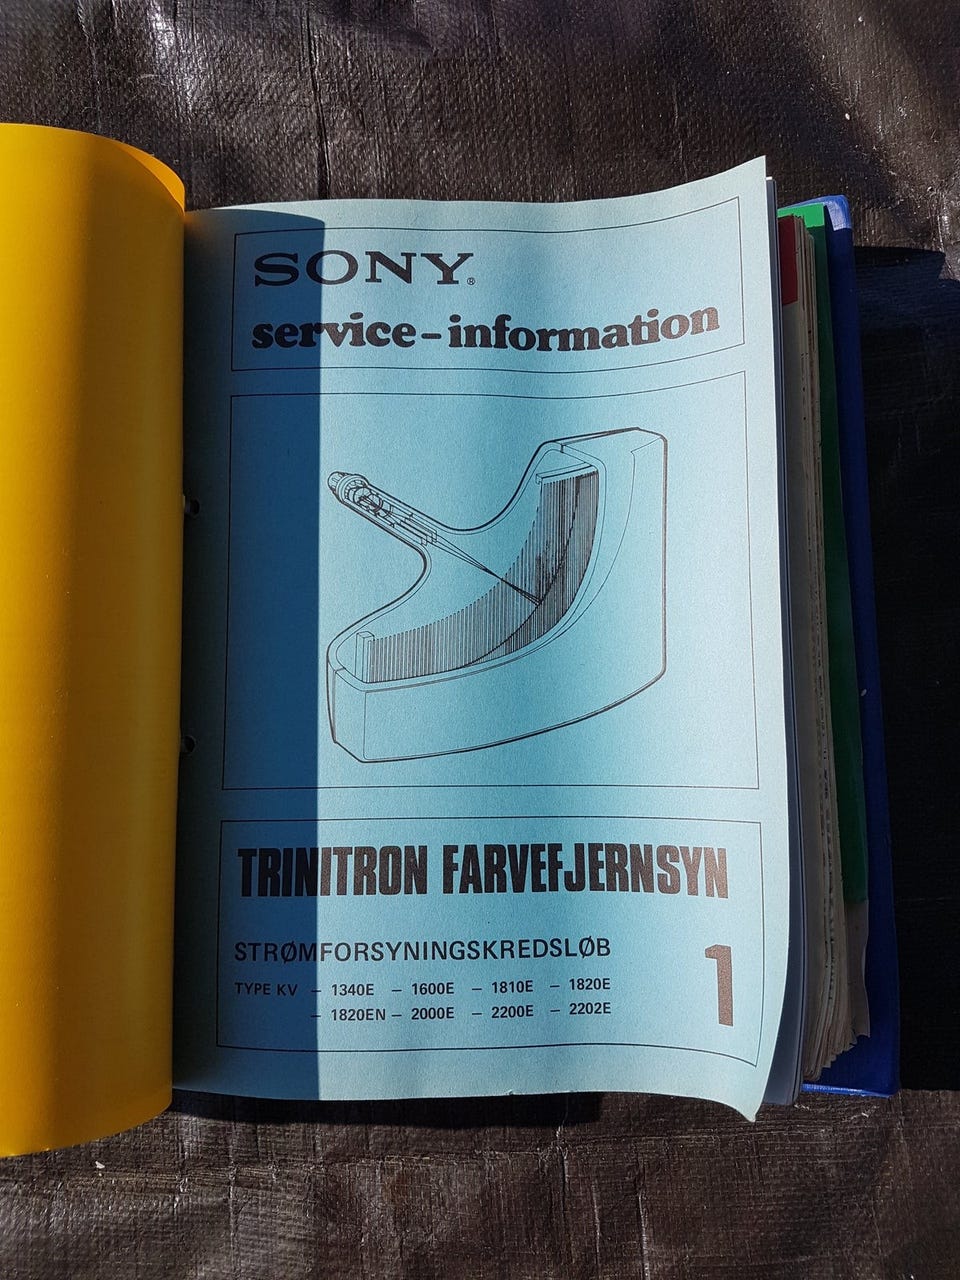 SONY®
service-information
TRINITRON FARVEFJERNSYN
STRØMFORSYNINGSKREDSLØB
TYPE KV – 1340E – 1600E – 1810E – 1820E
– 1820EN – 2000E – 2200E – 2202E
1